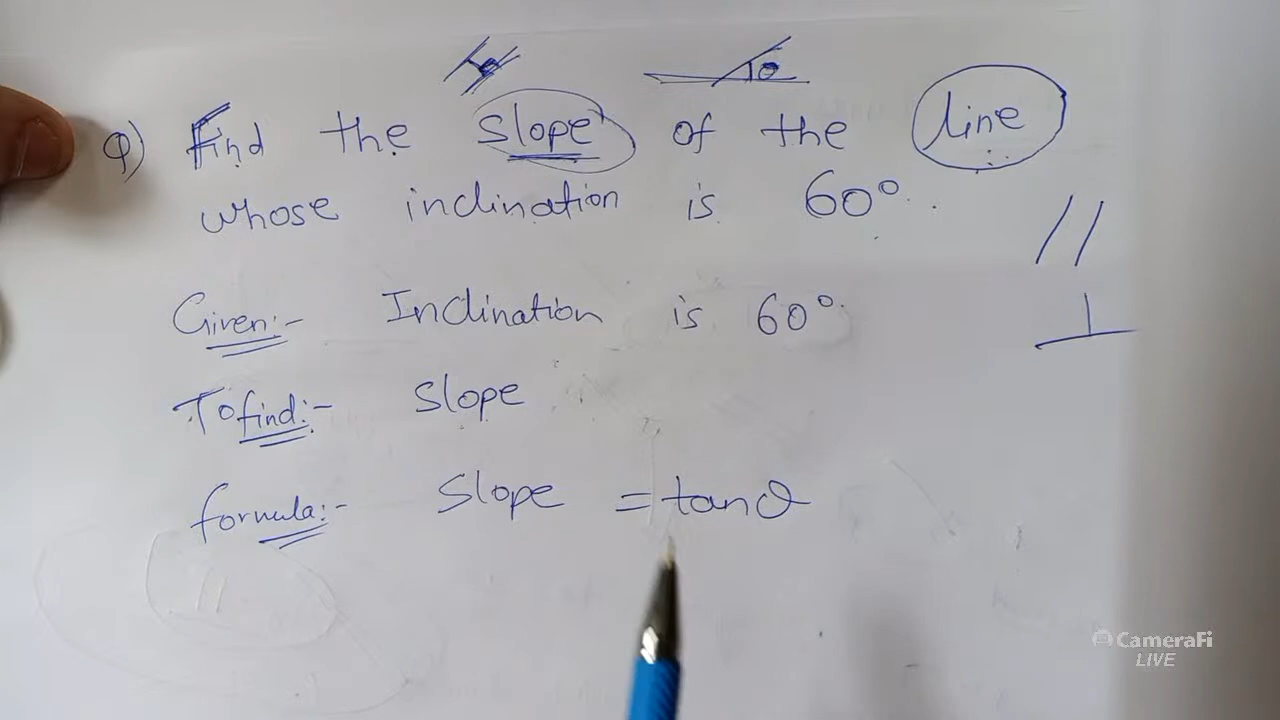 Q) Find the slope of the line
whose inclination is 60°.
Given:- Inclination is 60°.
To find:- Slope
formula:- Slope = tanθ
θ
CameraFi
LIVE